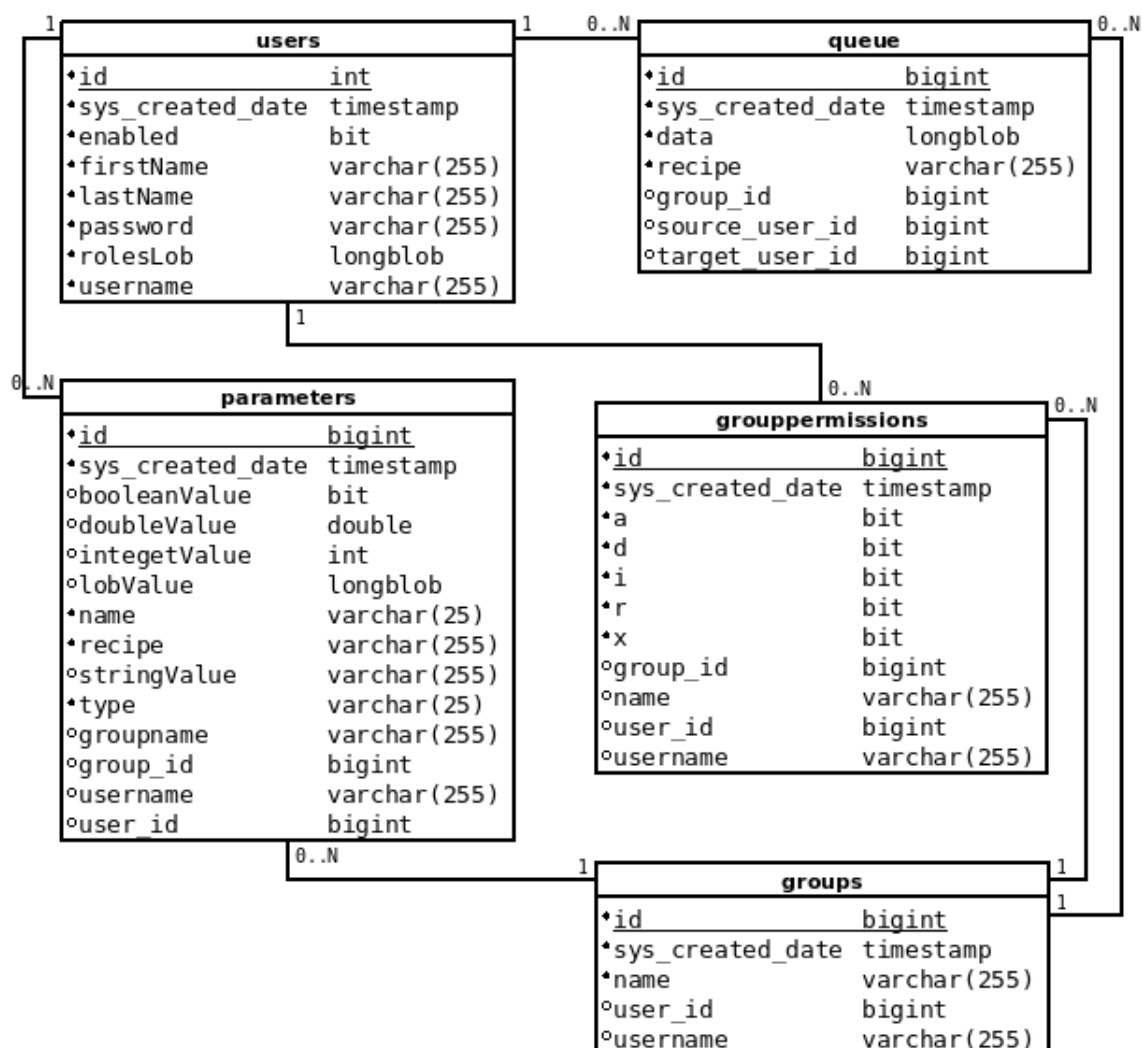 1
users
id int
sys_created_date timestamp
enabled bit
firstName varchar(255)
lastName varchar(255)
password varchar(255)
rolesLob longblob
username varchar(255)
1 0..N
queue
id bigint
sys_created_date timestamp
data longblob
recipe varchar(255)
group_id bigint
source_user_id bigint
target_user_id bigint
0..N
1
0..N
parameters
id bigint
sys_created_date timestamp
booleanValue bit
doubleValue double
integetValue int
lobValue longblob
name varchar(25)
recipe varchar(255)
stringValue varchar(255)
type varchar(25)
groupname varchar(255)
group_id bigint
username varchar(255)
user_id bigint
0..N
0..N
grouppermissions
id bigint
sys_created_date timestamp
a bit
d bit
i bit
r bit
x bit
group_id bigint
name varchar(255)
user_id bigint
username varchar(255)
0..N
1
groups
id bigint
sys_created_date timestamp
name varchar(255)
user_id bigint
username varchar(255)
1
1